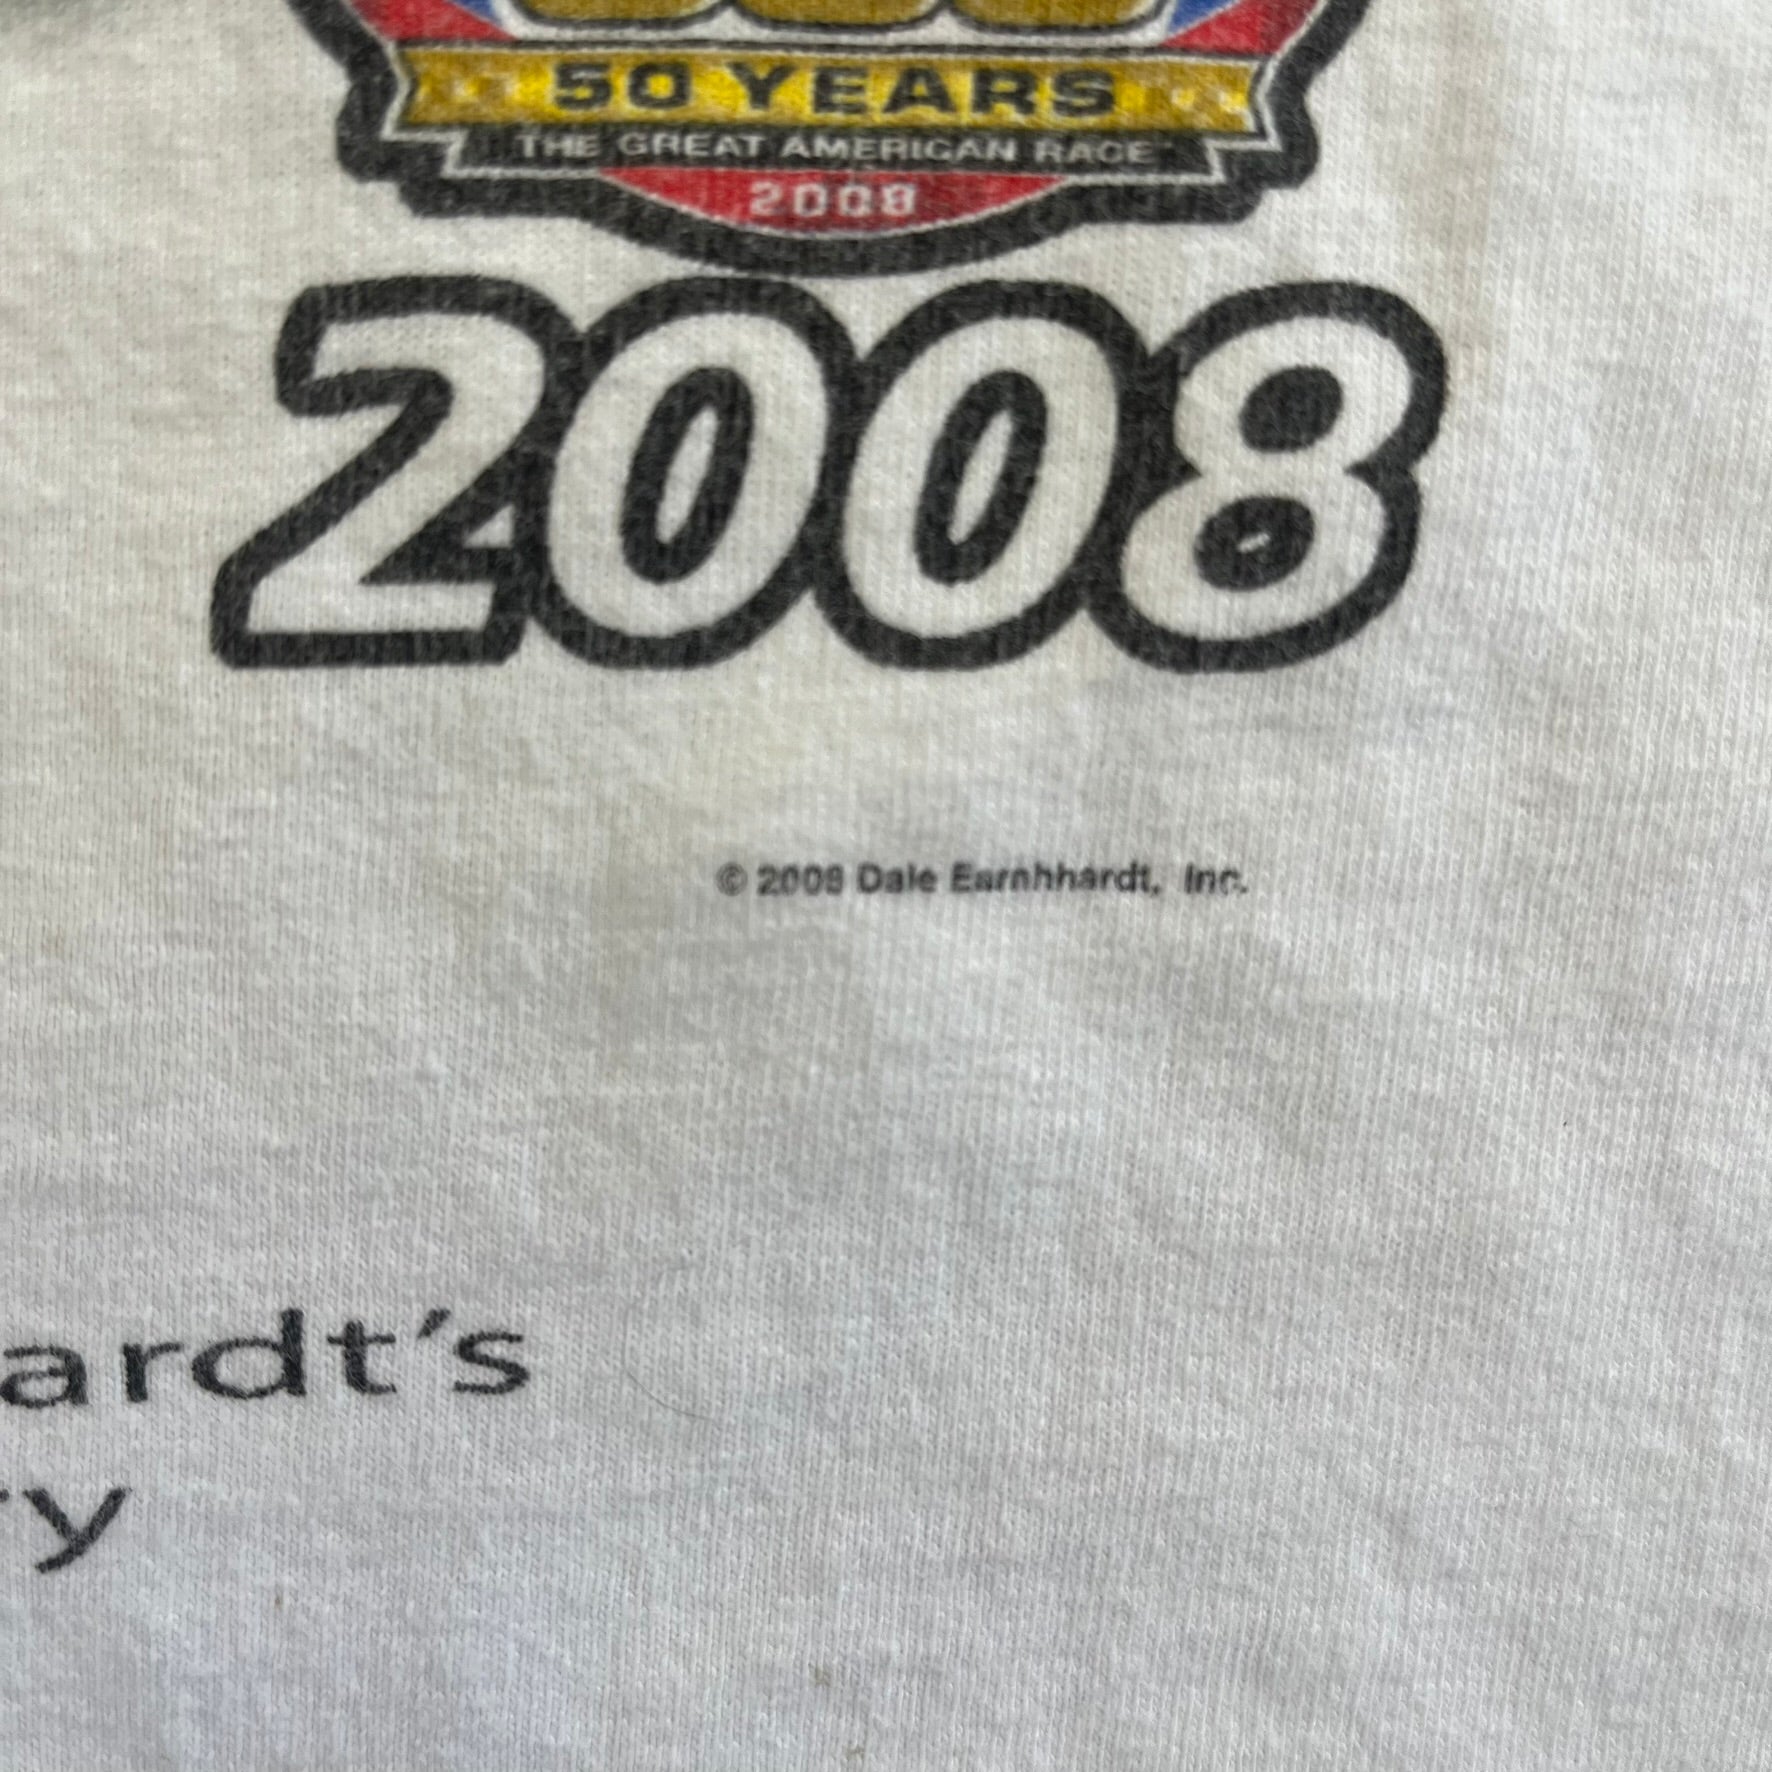 50 YEARS
THE GREAT AMERICAN RACE
2008
2008
© 2008 Dale Earnhhardt, Inc.
ardt's
ry